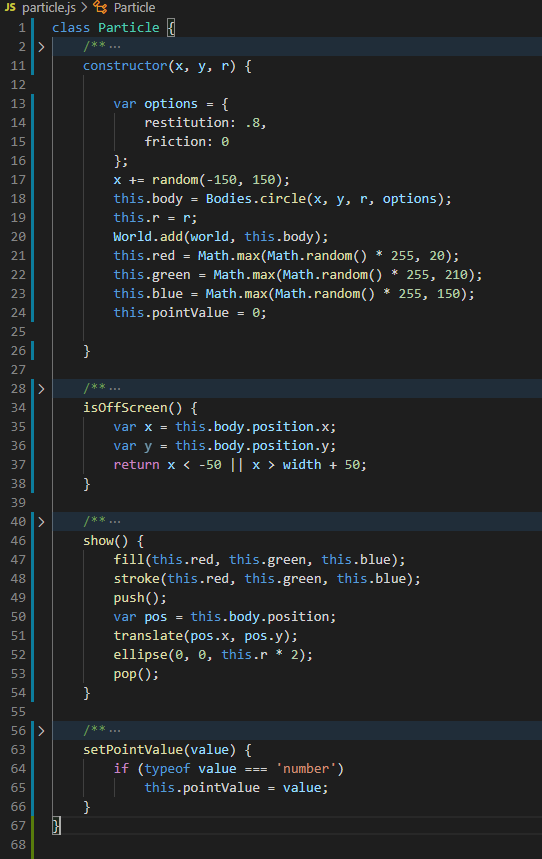 JS particle.js > Particle
1 class Particle {
2 > /** ...
11 constructor(x, y, r) {
12
13 var options = {
14 restitution: .8,
15 friction: 0
16 };
17 x += random(-150, 150);
18 this.body = Bodies.circle(x, y, r, options);
19 this.r = r;
20 World.add(world, this.body);
21 this.red = Math.max(Math.random() * 255, 20);
22 this.green = Math.max(Math.random() * 255, 210);
23 this.blue = Math.max(Math.random() * 255, 150);
24 this.pointValue = 0;
25
26 }
27
28 > /** ...
34 isOffScreen() {
35 var x = this.body.position.x;
36 var y = this.body.position.y;
37 return x < -50 || x > width + 50;
38 }
39
40 > /** ...
46 show() {
47 fill(this.red, this.green, this.blue);
48 stroke(this.red, this.green, this.blue);
49 push();
50 var pos = this.body.position;
51 translate(pos.x, pos.y);
52 ellipse(0, 0, this.r * 2);
53 pop();
54 }
55
56 > /** ...
63 setPointValue(value) {
64 if (typeof value === 'number')
65 this.pointValue = value;
66 }
67 }
68